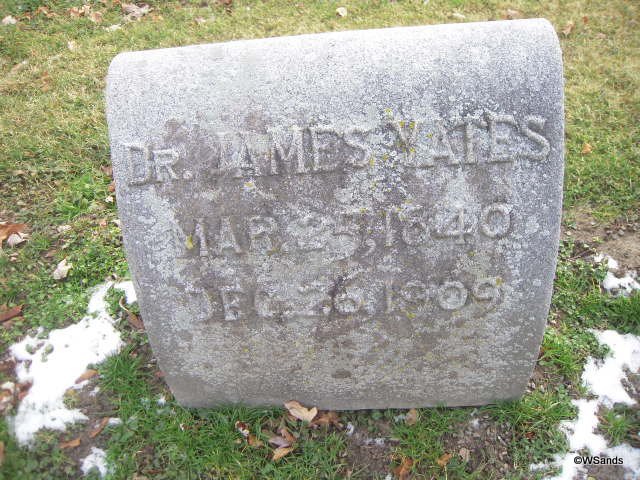 DR. JAMES YATES
MAR. 25, 1840
DEC. 26, 1909
©WSands